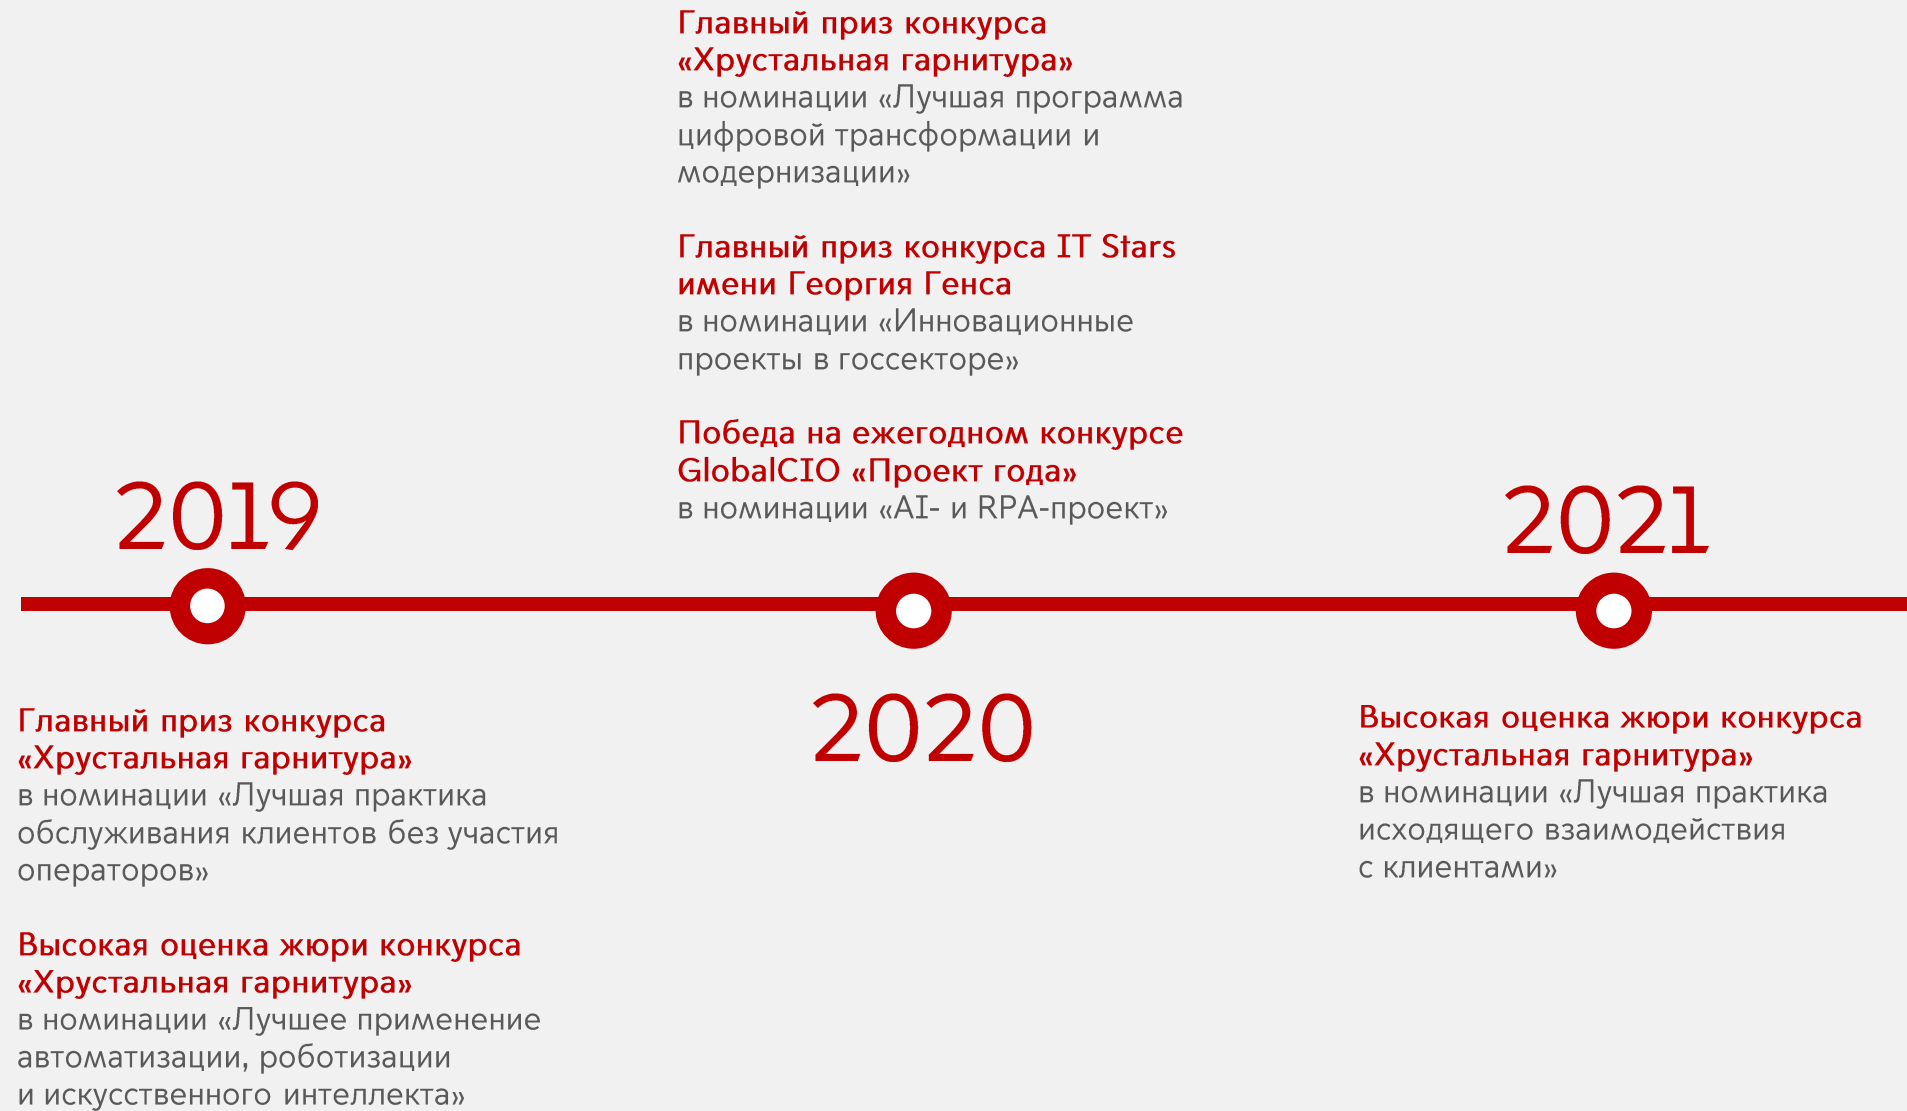 Главный приз конкурса
«Хрустальная гарнитура»
в номинации «Лучшая программа
цифровой трансформации и
модернизации»
Главный приз конкурса IT Stars
имени Георгия Генса
в номинации «Инновационные
проекты в госсекторе»
Победа на ежегодном конкурсе
GlobalCIO «Проект года»
в номинации «AI- и RPA-проект»
2019
2021
2020
Главный приз конкурса
«Хрустальная гарнитура»
в номинации «Лучшая практика
обслуживания клиентов без участия
операторов»
Высокая оценка жюри конкурса
«Хрустальная гарнитура»
в номинации «Лучшее применение
автоматизации, роботизации
и искусственного интеллекта»
Высокая оценка жюри конкурса
«Хрустальная гарнитура»
в номинации «Лучшая практика
исходящего взаимодействия
с клиентами»